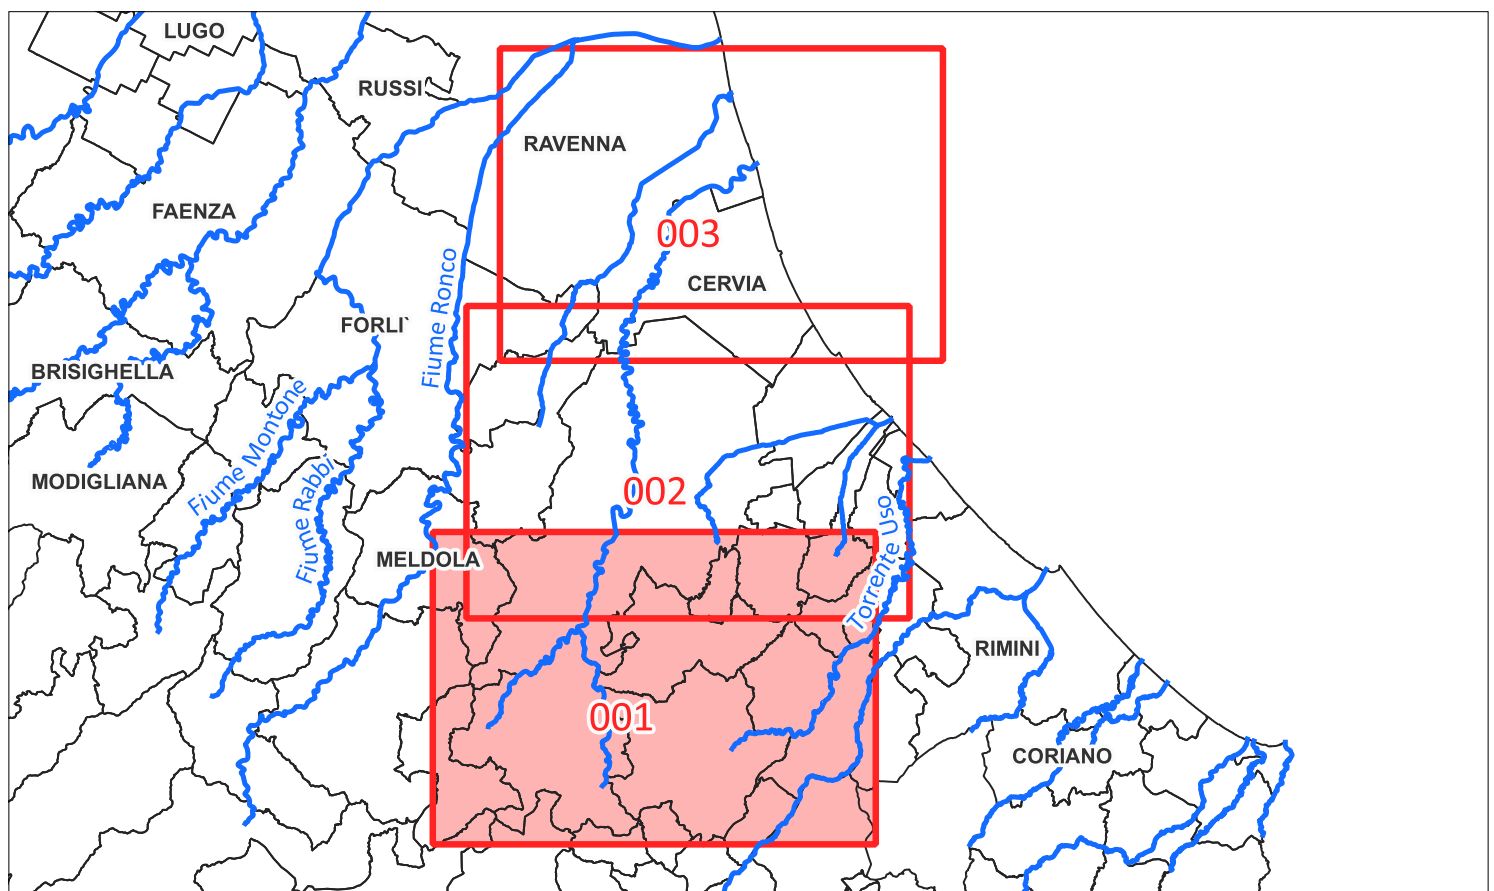 LUGO
RUSSI
RAVENNA
FAENZA
003
CERVIA
Fiume Ronco
FORLI`
BRISIGHELLA
Fiume Montone
MODIGLIANA
Fiume Rabbi
002
Torrente Uso
MELDOLA
RIMINI
001
CORIANO